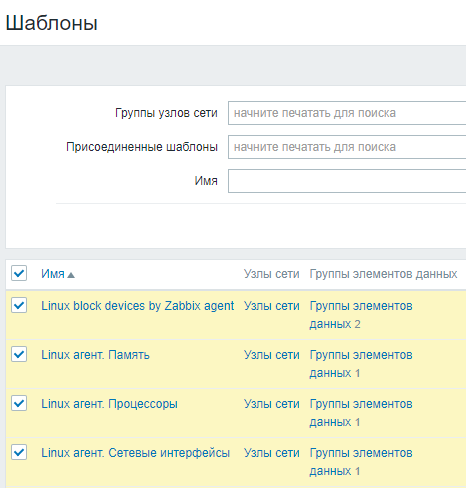 Шаблоны
Группы узлов сети начните печатать для поиска
Присоединенные шаблоны начните печатать для поиска
Имя
Имя Узлы сети Группы элементов данных
Linux block devices by Zabbix agent Узлы сети Группы элементов
данных 2
Linux агент. Память Узлы сети Группы элементов
данных 1
Linux агент. Процессоры Узлы сети Группы элементов
данных 1
Linux агент. Сетевые интерфейсы Узлы сети Группы элементов
данных 1